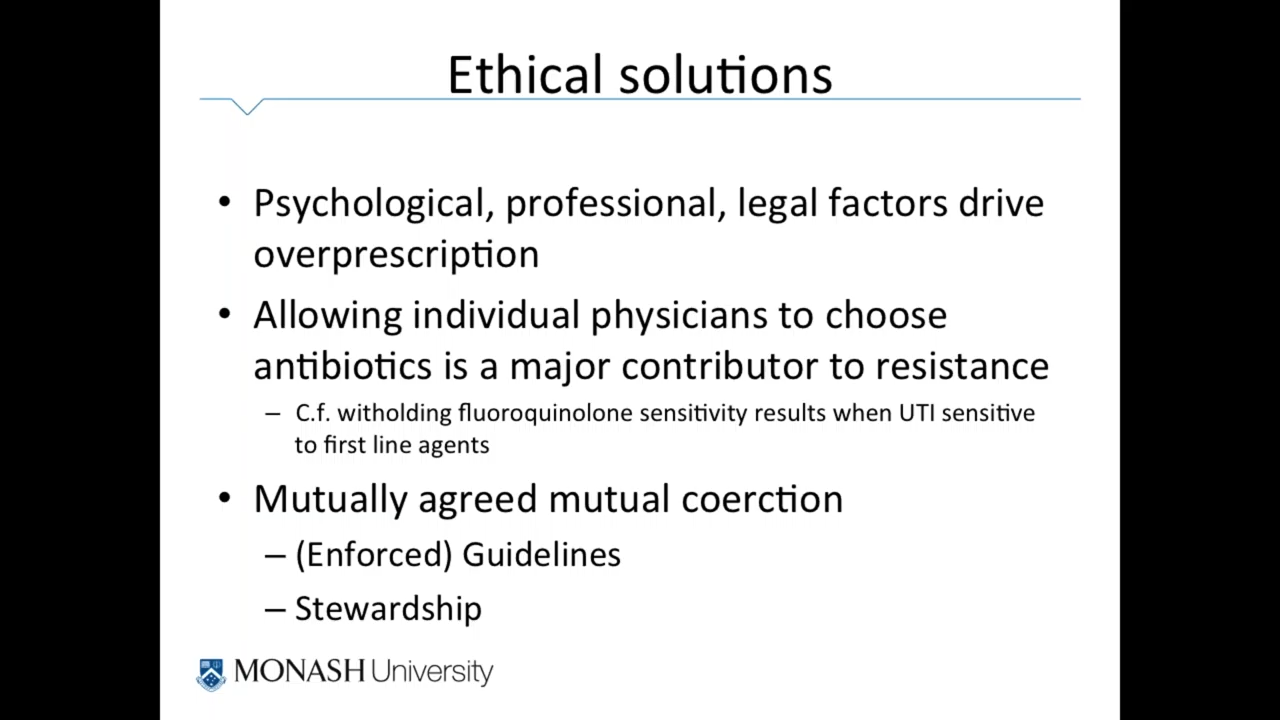 Ethical solutions
• Psychological, professional, legal factors drive
overprescription
• Allowing individual physicians to choose
antibiotics is a major contributor to resistance
– C.f. witholding fluoroquinolone sensitivity results when UTI sensitive
to first line agents
• Mutually agreed mutual coerction
– (Enforced) Guidelines
– Stewardship
MONASH University